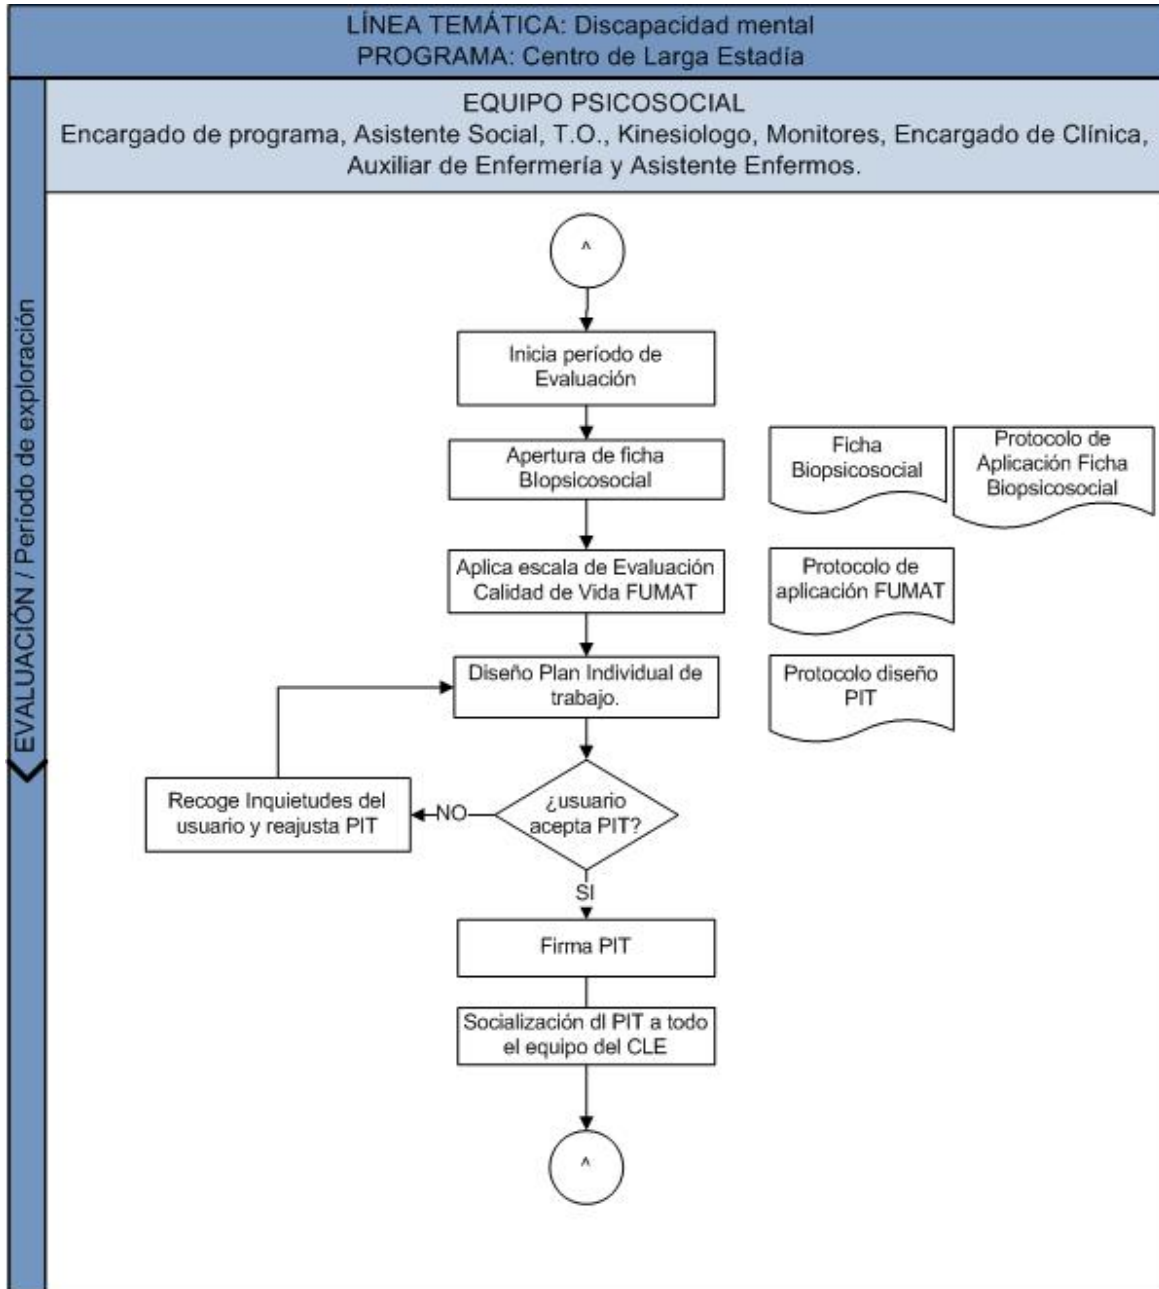 LÍNEA TEMÁTICA: Discapacidad mental
PROGRAMA: Centro de Larga Estadía
EQUIPO PSICOSOCIAL
Encargado de programa, Asistente Social, T.O., Kinesiologo, Monitores, Encargado de Clínica,
Auxiliar de Enfermería y Asistente Enfermos.
EVALUACIÓN / Período de exploración
^
Inicia período de
Evaluación
Apertura de ficha
BIopsicosocial
Ficha
Biopsicosocial
Protocolo de
Aplicación Ficha
Biopsicosocial
Aplica escala de Evaluación
Calidad de Vida FUMAT
Protocolo de
aplicación FUMAT
Diseño Plan Individual de
trabajo.
Protocolo diseño
PIT
¿usuario
acepta PIT?
NO
Recoge Inquietudes del
usuario y reajusta PIT
SI
Firma PIT
Socialización dl PIT a todo
el equipo del CLE
^